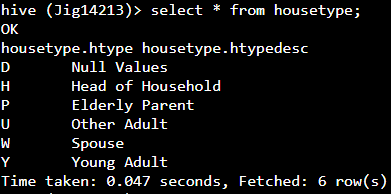 hive (Jig14213)> select * from housetype;
OK
housetype.htype housetype.htypedesc
D       Null Values
H       Head of Household
P       Elderly Parent
U       Other Adult
W       Spouse
Y       Young Adult
Time taken: 0.047 seconds, Fetched: 6 row(s)